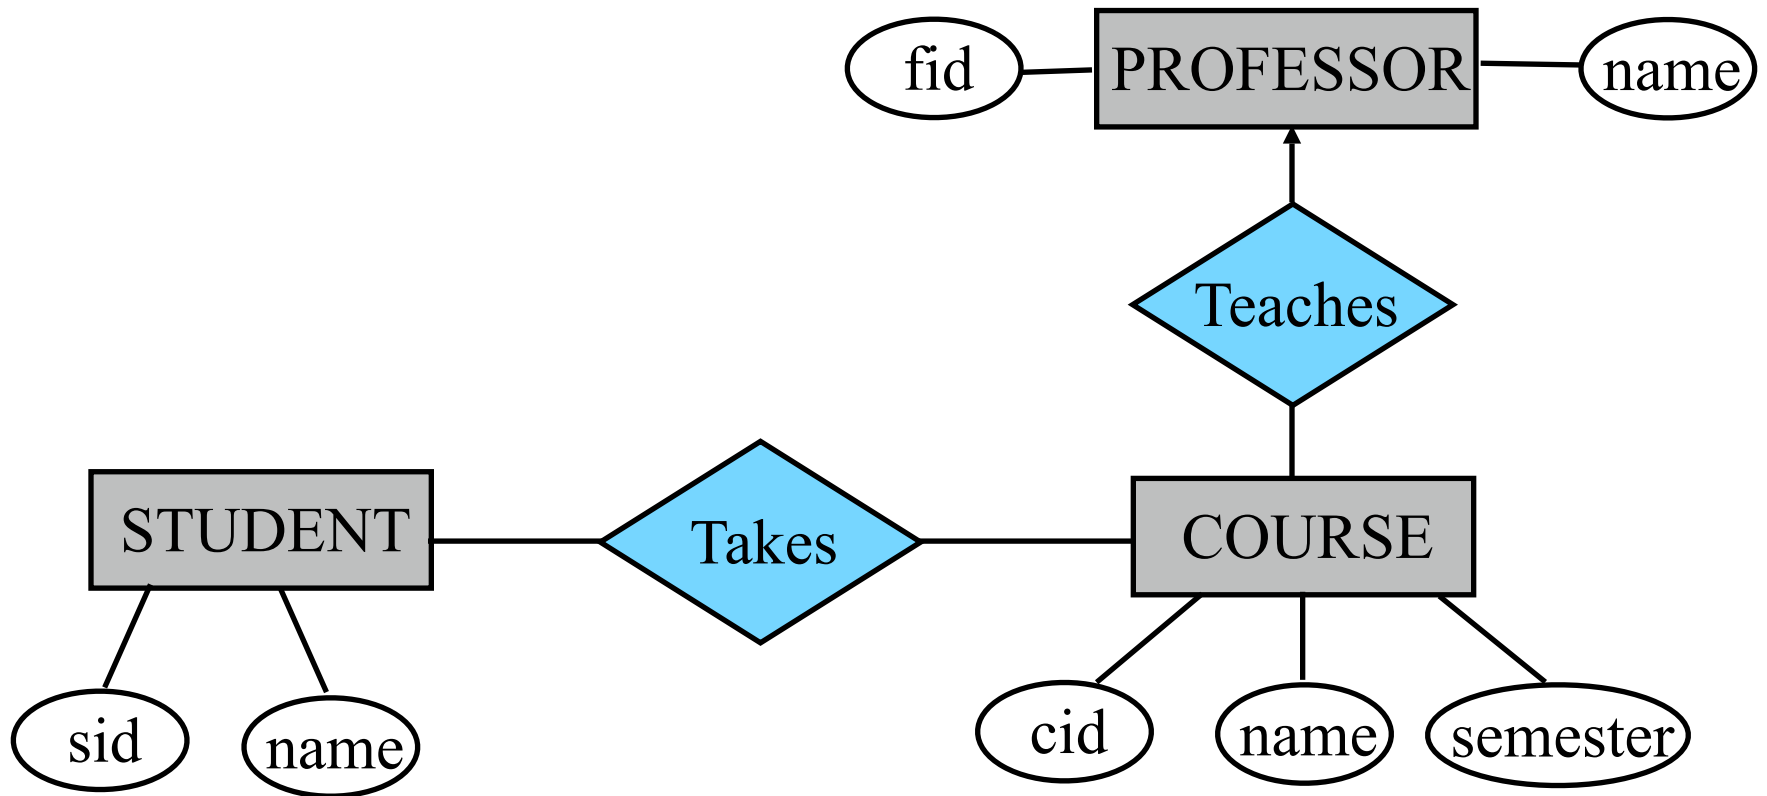 fid
PROFESSOR
name
Teaches
STUDENT
Takes
COURSE
sid
name
cid
name
semester